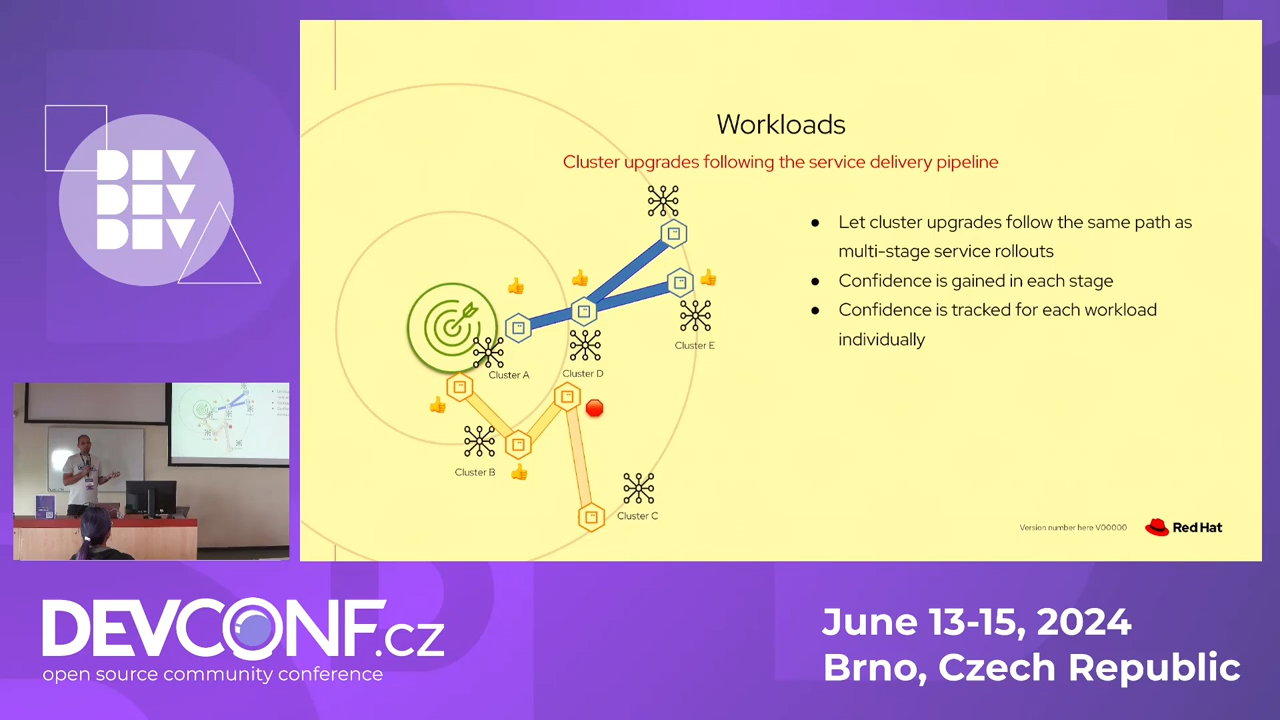 Workloads
Cluster upgrades following the service delivery pipeline
● Let cluster upgrades follow the same path as
multi-stage service rollouts
● Confidence is gained in each stage
● Confidence is tracked for each workload
individually
Cluster E
Cluster A
Cluster D
Cluster B
Cluster C
Version number here V00000
Red Hat
DEV
DEV
DEV
DEVCONF.cz
open source community conference
June 13-15, 2024
Brno, Czech Republic